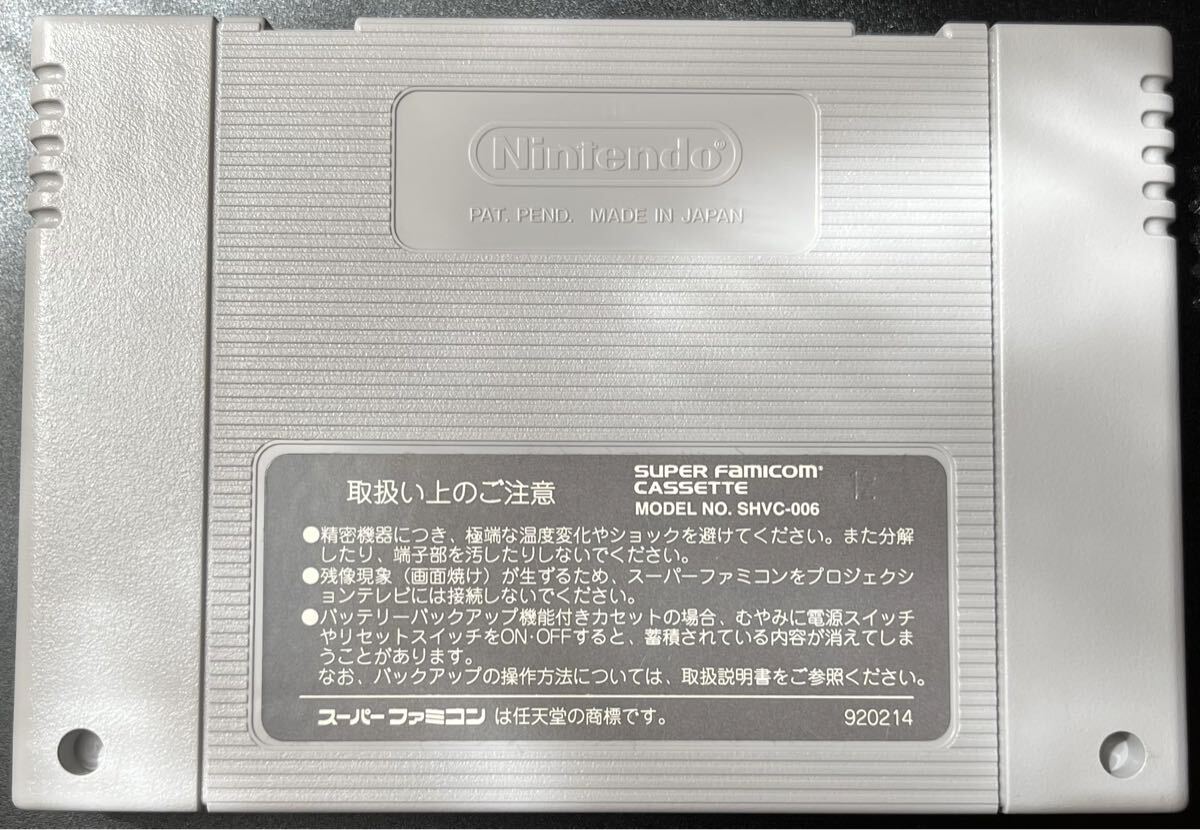 Nintendo®
PAT. PEND. MADE IN JAPAN
取扱い上のご注意
SUPER FAMICOM®
CASSETTE
MODEL NO. SHVC-006
12
●精密機器につき、極端な温度変化やショックを避けてください。また分解
したり、端子部を汚したりしないでください。
●残像現象（画面焼け）が生ずるため、スーパーファミコンをプロジェクシ
ョンテレビには接続しないでください。
●バッテリーバックアップ機能付きカセットの場合、むやみに電源スイッチ
やリセットスイッチをON・OFFすると、蓄積されている内容が消えてしま
うことがあります。
なお、バックアップの操作方法については、取扱説明書をご参照ください。
スーパーファミコンは任天堂の商標です。
920214